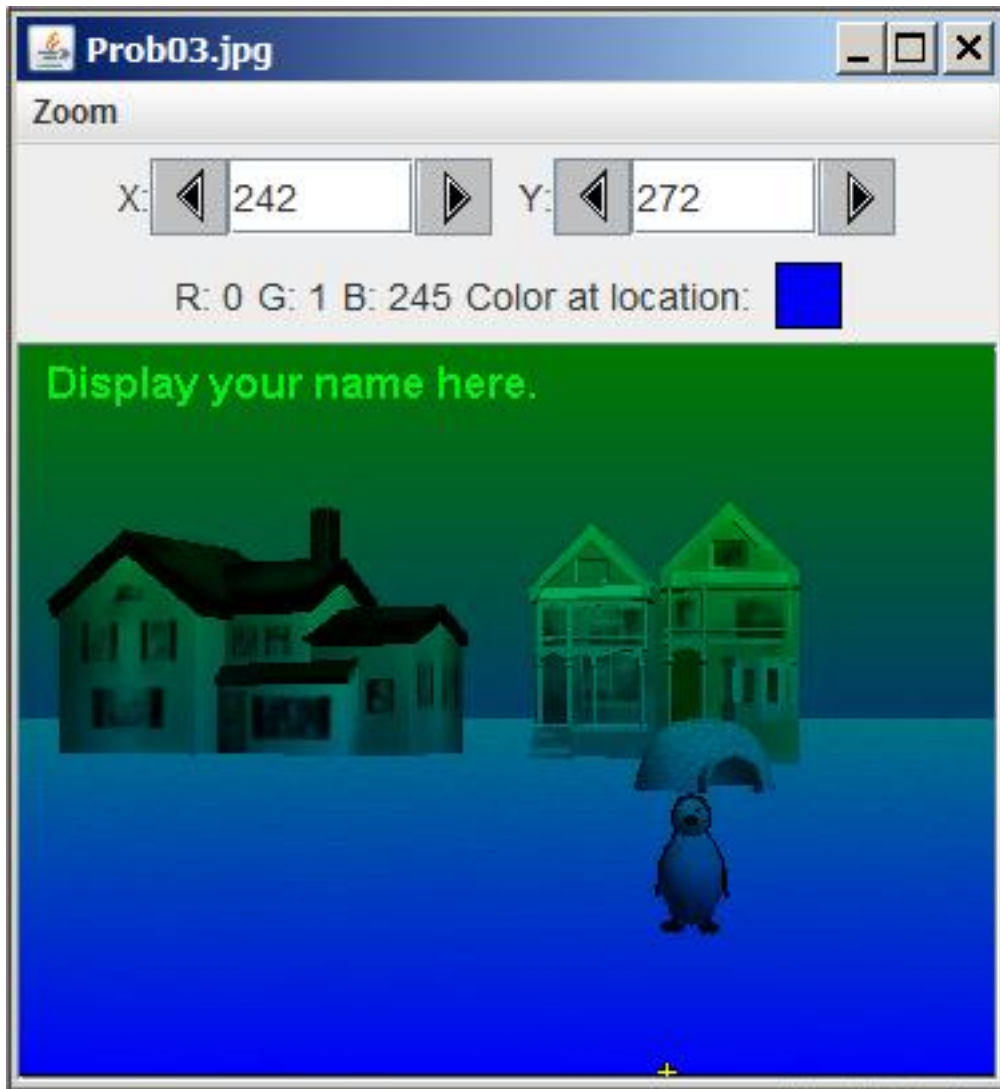 Prob03.jpg
Zoom
X: 242 Y: 272
R: 0 G: 1 B: 245 Color at location:
Display your name here.